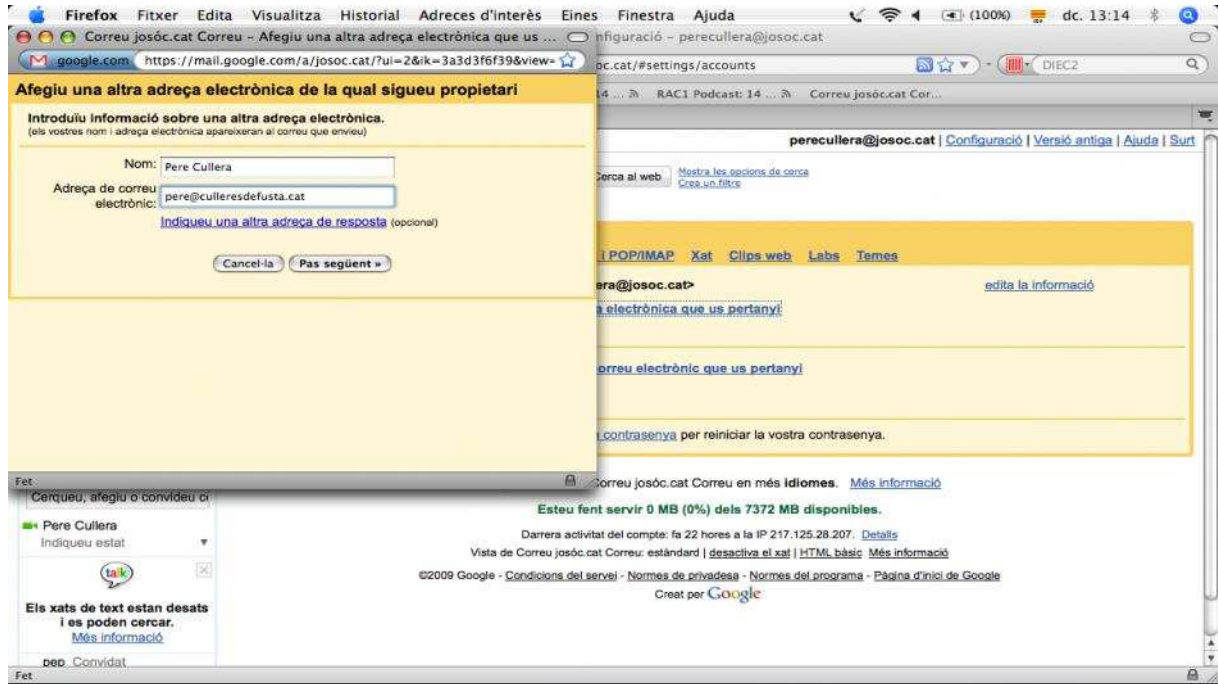 Firefox Fitxer Edita Visualitza Historial Adreces d'interès Eines Finestra Ajuda (100%) dc. 13:14
Correu josóc.cat Correu – Afegiu una altra adreça electrònica que us ...
nfiguració – perecullera@josoc.cat
google.com https://mail.google.com/a/josoc.cat/?ui=2&ik=3a3d3f6f39&view=
oc.cat/#settings/accounts DIEC2
Afegiu una altra adreça electrònica de la qual sigueu propietari
14 ... RAC1 Podcast: 14 ... Correu josóc.cat Cor...
Introduïu informació sobre una altra adreça electrònica.
(els vostres nom i adreça electrònica apareixeran al correu que envieu)
perecullera@josoc.cat | Configuració | Versió antiga | Ajuda | Surt
Nom: Pere Cullera
Cerca al web Mostra les opcions de cerca
Crea un filtre
Adreça de correu
electrònic: pere@culleresdefusta.cat
Indiqueu una altra adreça de resposta (opcional)
Cancel·la Pas següent »
i POP/IMAP Xat Clips web Labs Temes
era@josoc.cat> edita la informació
a electrònica que us pertanyi
orreu electrònic que us pertanyi
contrasenya per reiniciar la vostra contrasenya.
Fet
Correu josóc.cat Correu en més idiomes. Més informació
Cerqueu, afegiu o convideu
Esteu fent servir 0 MB (0%) dels 7372 MB disponibles.
Pere Cullera
Indiqueu estat
Darrera activitat del compte: fa 22 hores a la IP 217.125.28.207. Detalls
Vista de Correu josóc.cat Correu: estàndard | desactiva el xat | HTML bàsic Més informació
talk
©2009 Google - Condicions del servei - Normes de privadesa - Normes del programa - Pàgina d'inici de Google
Creat per Google
Els xats de text estan desats
i es poden cercar.
Més informació
pep Convidat
Fet